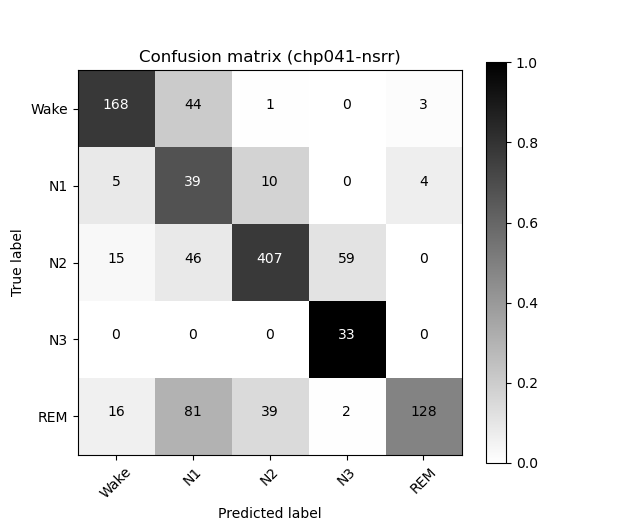 Confusion matrix (chp041-nsrr)
True label
Wake 168 44 1 0 3
N1 5 39 10 0 4
N2 15 46 407 59 0
N3 0 0 0 33 0
REM 16 81 39 2 128
Wake N1 N2 N3 REM
Predicted label
1.0
0.8
0.6
0.4
0.2
0.0